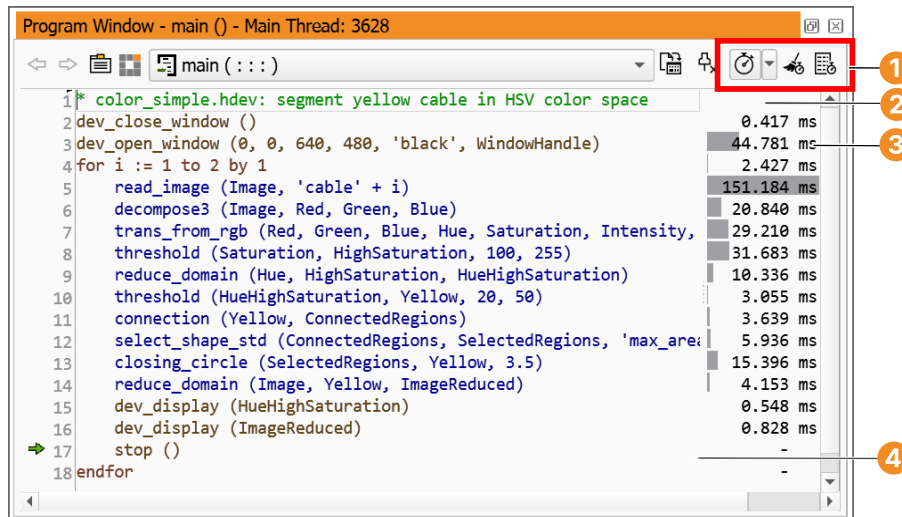 Program Window - main () - Main Thread: 3628
main ( : : : )
1
1 * color_simple.hdev: segment yellow cable in HSV color space
2
2 dev_close_window () 0.417 ms
3 dev_open_window (0, 0, 640, 480, 'black', WindowHandle) 44.781 ms
3
4 for i := 1 to 2 by 1 2.427 ms
5 read_image (Image, 'cable' + i) 151.184 ms
6 decompose3 (Image, Red, Green, Blue) 20.840 ms
7 trans_from_rgb (Red, Green, Blue, Hue, Saturation, Intensity, 29.210 ms
8 threshold (Saturation, HighSaturation, 100, 255) 31.683 ms
9 reduce_domain (Hue, HighSaturation, HueHighSaturation) 10.336 ms
10 threshold (HueHighSaturation, Yellow, 20, 50) 3.055 ms
11 connection (Yellow, ConnectedRegions) 3.639 ms
12 select_shape_std (ConnectedRegions, SelectedRegions, 'max_area 5.936 ms
13 closing_circle (SelectedRegions, Yellow, 3.5) 15.396 ms
14 reduce_domain (Image, Yellow, ImageReduced) 4.153 ms
15 dev_display (HueHighSaturation) 0.548 ms
16 dev_display (ImageReduced) 0.828 ms
17 stop () -
4
18 endfor -